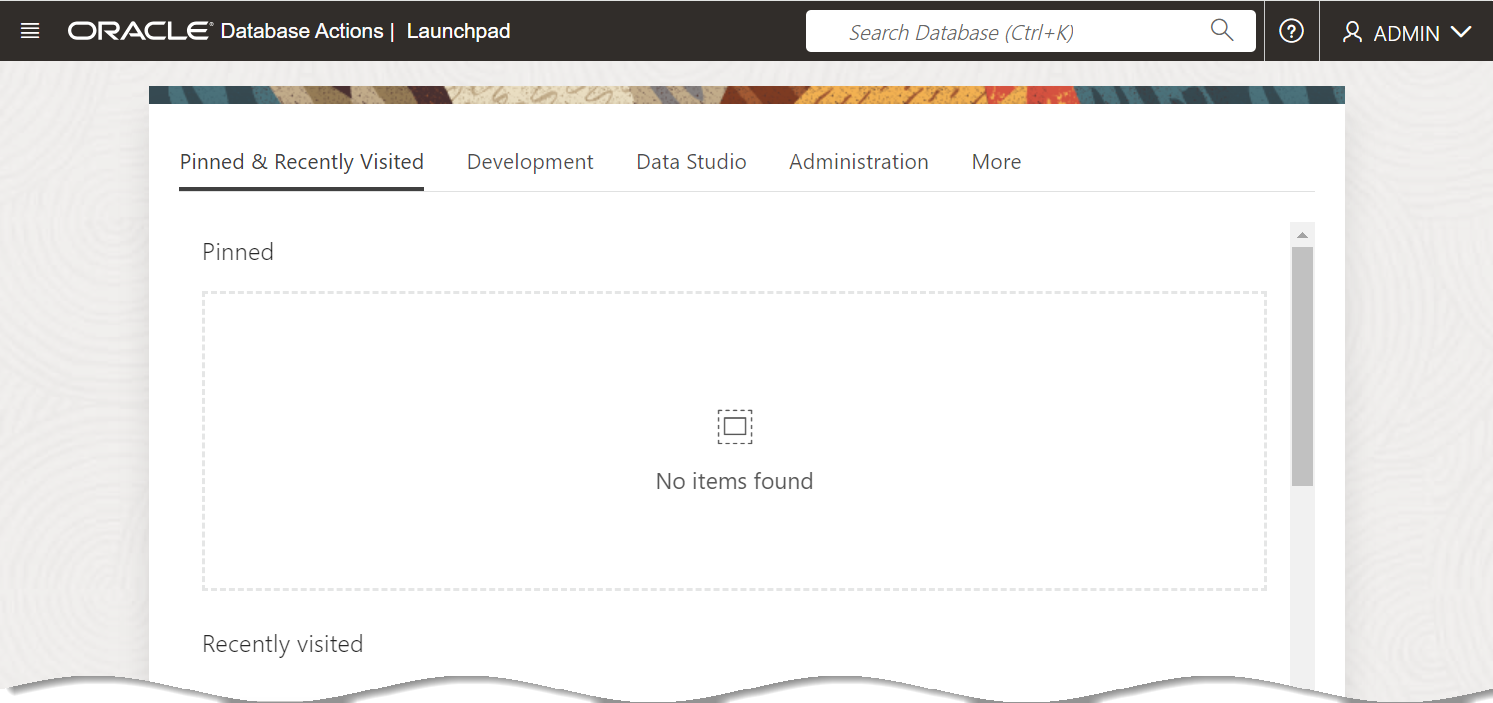 ORACLE Database Actions | Launchpad
Search Database (Ctrl+K)
?
ADMIN
Pinned & Recently Visited
Development
Data Studio
Administration
More
Pinned
No items found
Recently visited